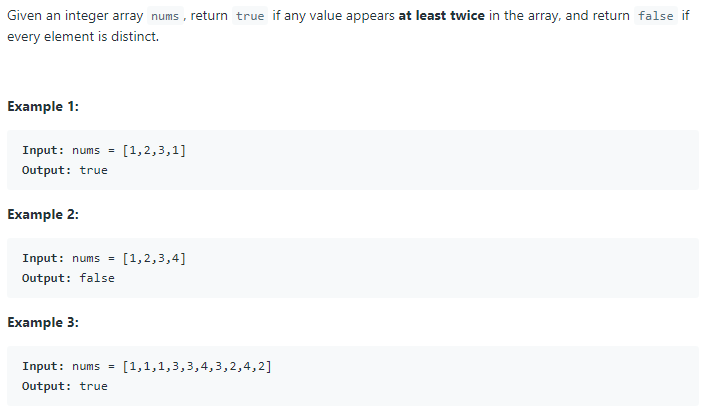 Given an integer array nums , return true if any value appears at least twice in the array, and return false if
every element is distinct.
Example 1:
Input: nums = [1,2,3,1]
Output: true
Example 2:
Input: nums = [1,2,3,4]
Output: false
Example 3:
Input: nums = [1,1,1,3,3,4,3,2,4,2]
Output: true